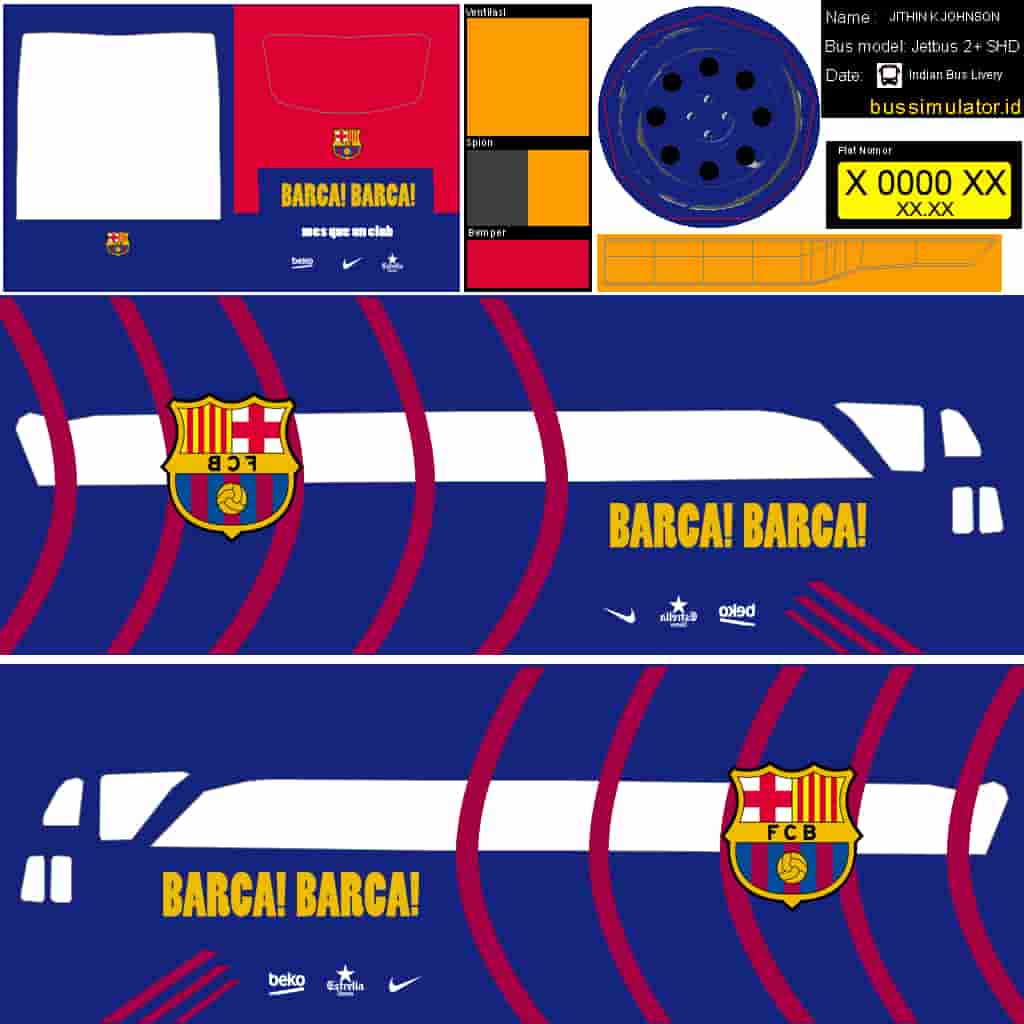 Ventilasi
Name : JITHIN K JOHNSON
Bus model: Jetbus 2+ SHD
Date: Indian Bus Livery
bussimulator.id
BARCA! BARCA!
mes que un club
beko
Estrella
Spion
Bemper
Plat Nomor
X 0000 XX
XX.XX
FCB
BARCA! BARCA!
Estrella
beko
FCB
BARCA! BARCA!
beko
Estrella